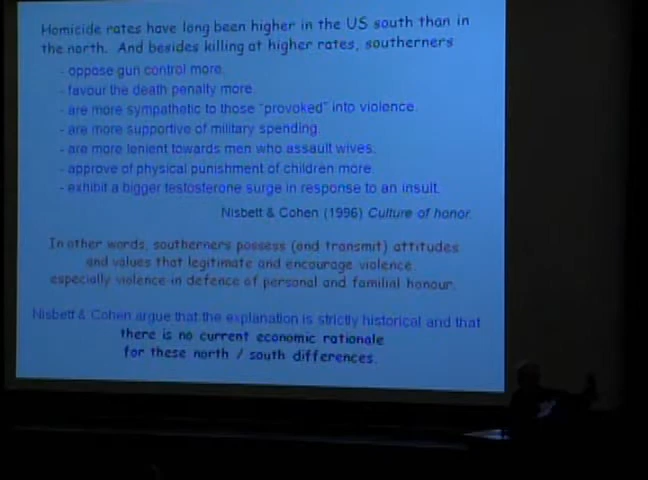 Homicide rates have long been higher in the US south than in
the north. And besides killing at higher rates, southerners
- oppose gun control more.
- favour the death penalty more.
- are more sympathetic to those "provoked" into violence.
- are more supportive of military spending.
- are more lenient towards men who assault wives.
- approve of physical punishment of children more.
- exhibit a bigger testosterone surge in response to an insult.
Nisbett & Cohen (1996) Culture of honor.
In other words, southerners possess (and transmit) attitudes
and values that legitimate and encourage violence,
especially violence in defence of personal and familial honour.
Nisbett & Cohen argue that the explanation is strictly historical and that
there is no current economic rationale
for these north / south differences.